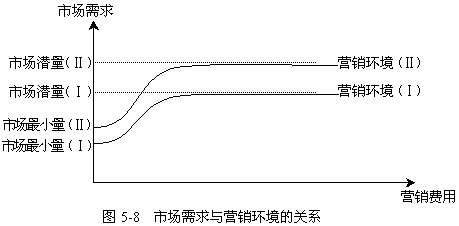 市场需求
市场潜量(Ⅱ)
营销环境(Ⅱ)
市场潜量(Ⅰ)
营销环境(Ⅰ)
市场最小量(Ⅱ)
市场最小量(Ⅰ)
营销费用
图 5-8 市场需求与营销环境的关系